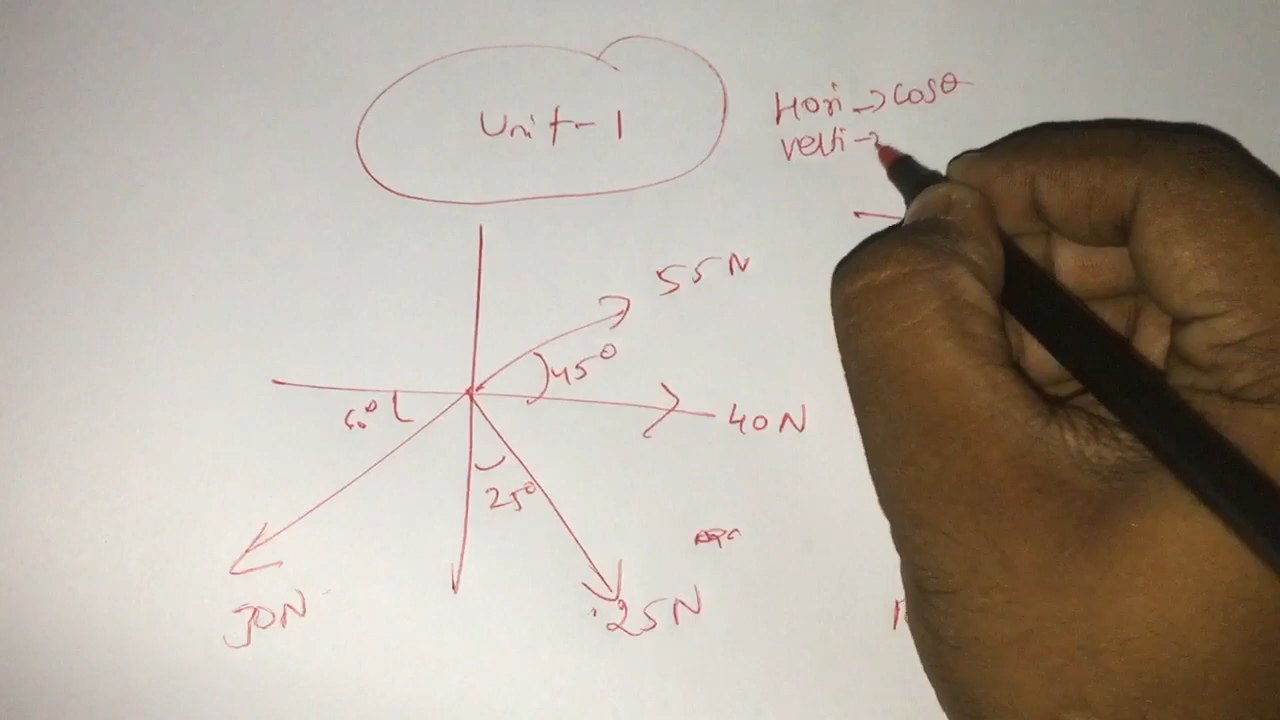 Unit-1
Hori → cosθ
verti →
55N
45°
40N
60°
25°
30N
25N